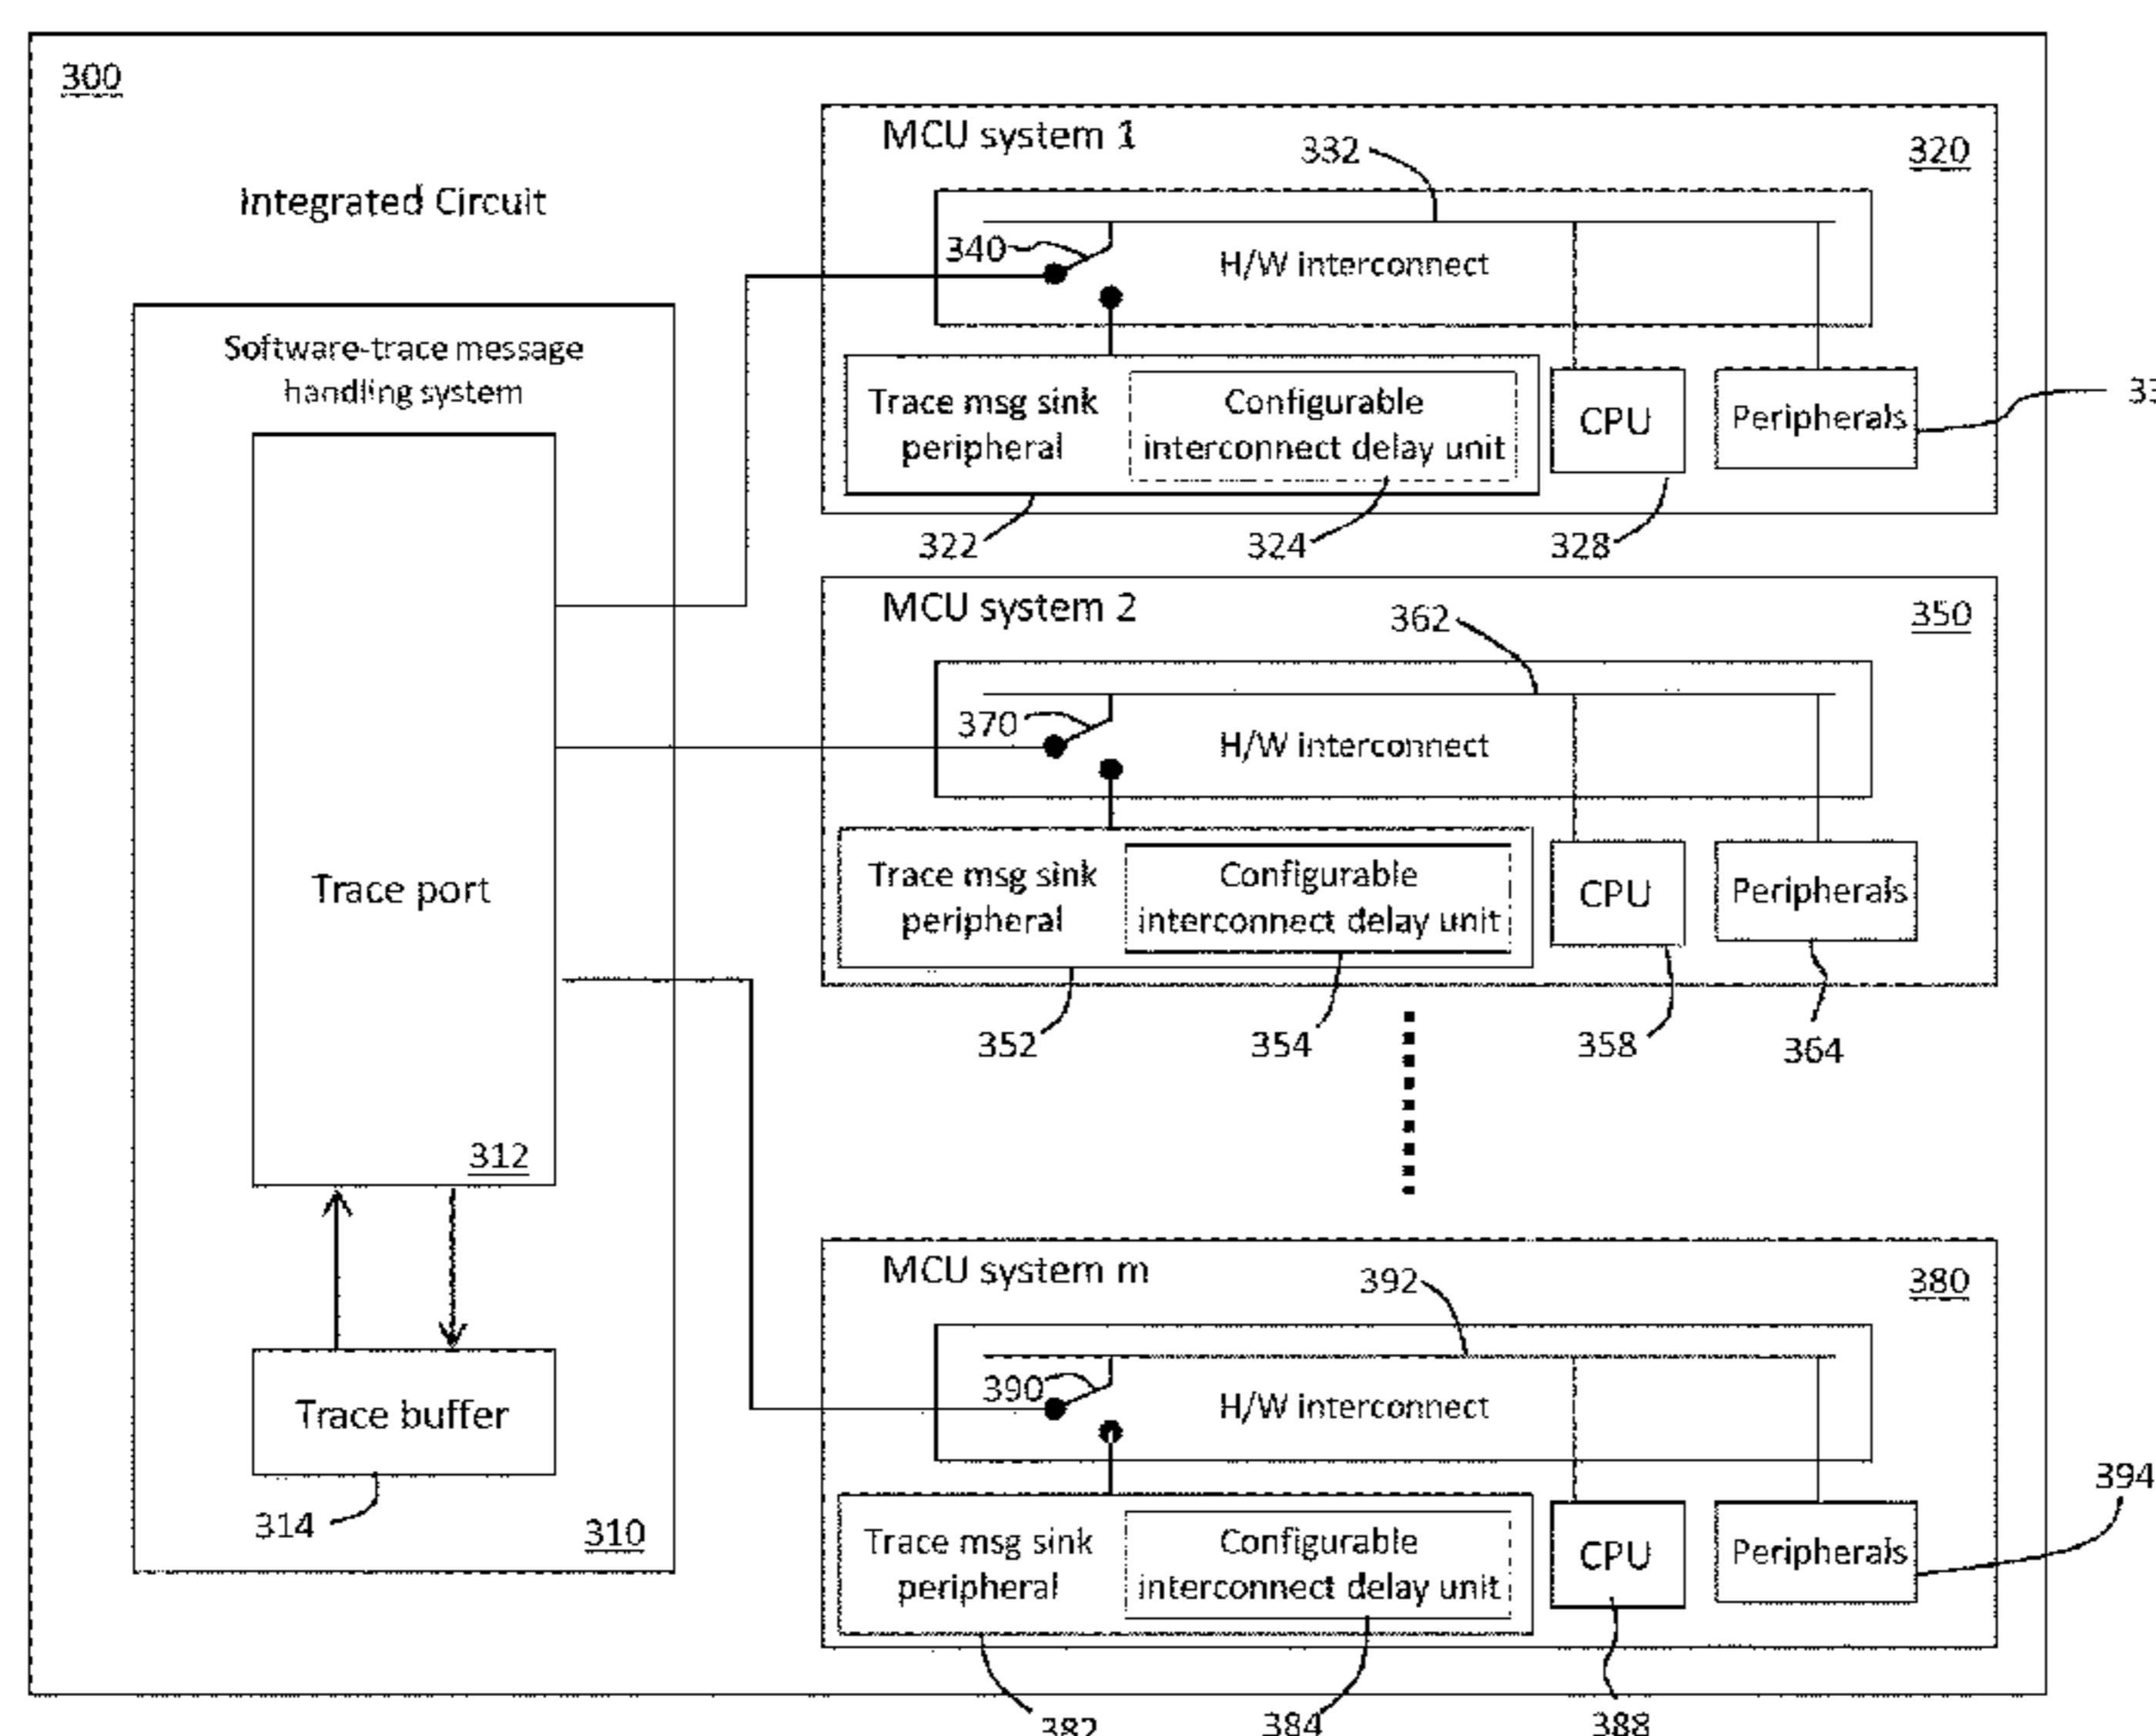 300
Integrated Circuit
Software-trace message
handling system
Trace port
312
Trace buffer
314
310
MCU system 1
320
332
340
H/W interconnect
Trace msg sink
peripheral
Configurable
interconnect delay unit
CPU
Peripherals
322
324
328
MCU system 2
350
362
370
H/W interconnect
Trace msg sink
peripheral
Configurable
interconnect delay unit
CPU
Peripherals
352
354
358
364
MCU system m
380
392
390
H/W interconnect
Trace msg sink
peripheral
Configurable
interconnect delay unit
CPU
Peripherals
394
382
384
388